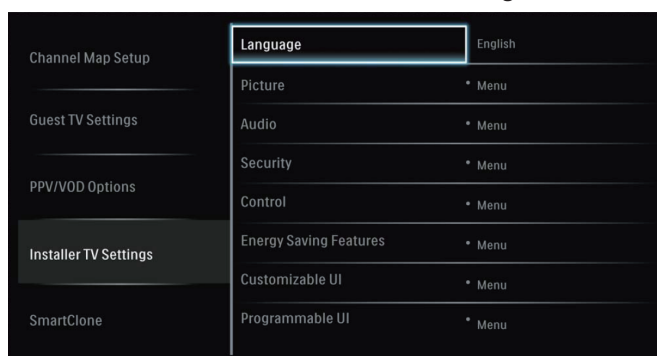 Channel Map Setup
Guest TV Settings
PPV/VOD Options
Installer TV Settings
SmartClone
Language English
Picture • Menu
Audio • Menu
Security • Menu
Control • Menu
Energy Saving Features • Menu
Customizable UI • Menu
Programmable UI • Menu